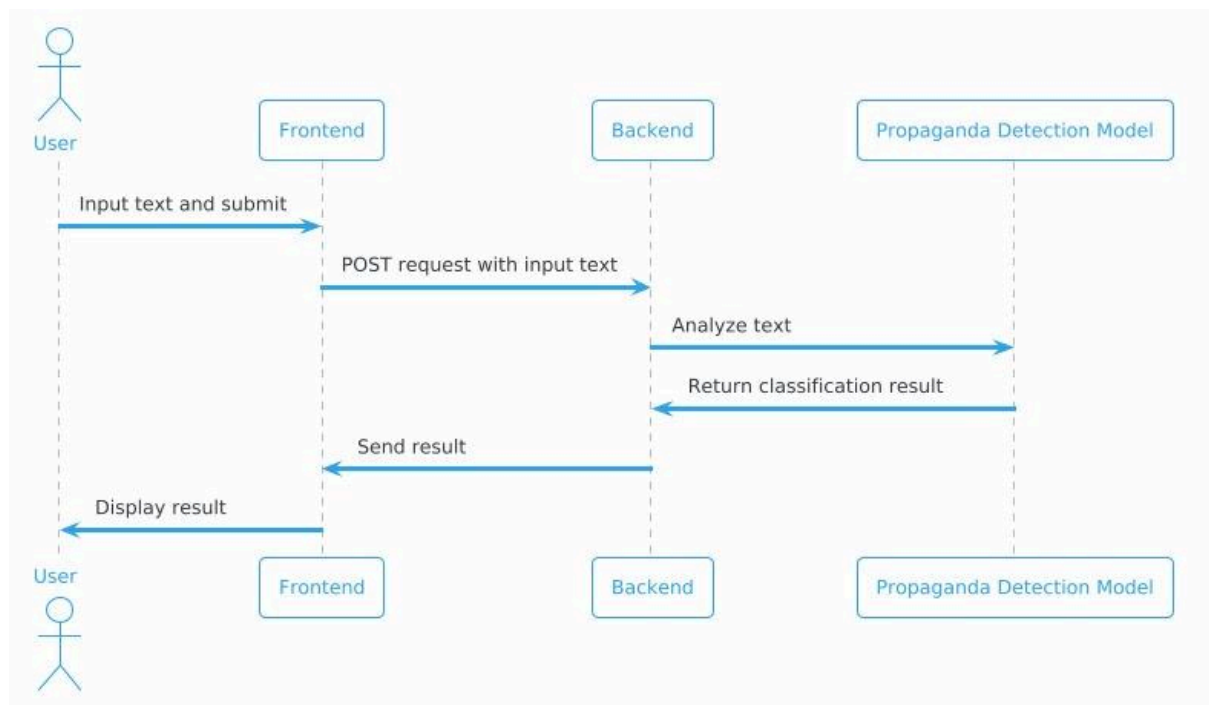 User
Frontend
Backend
Propaganda Detection Model
Input text and submit
POST request with input text
Analyze text
Return classification result
Send result
Display result
User
Frontend
Backend
Propaganda Detection Model